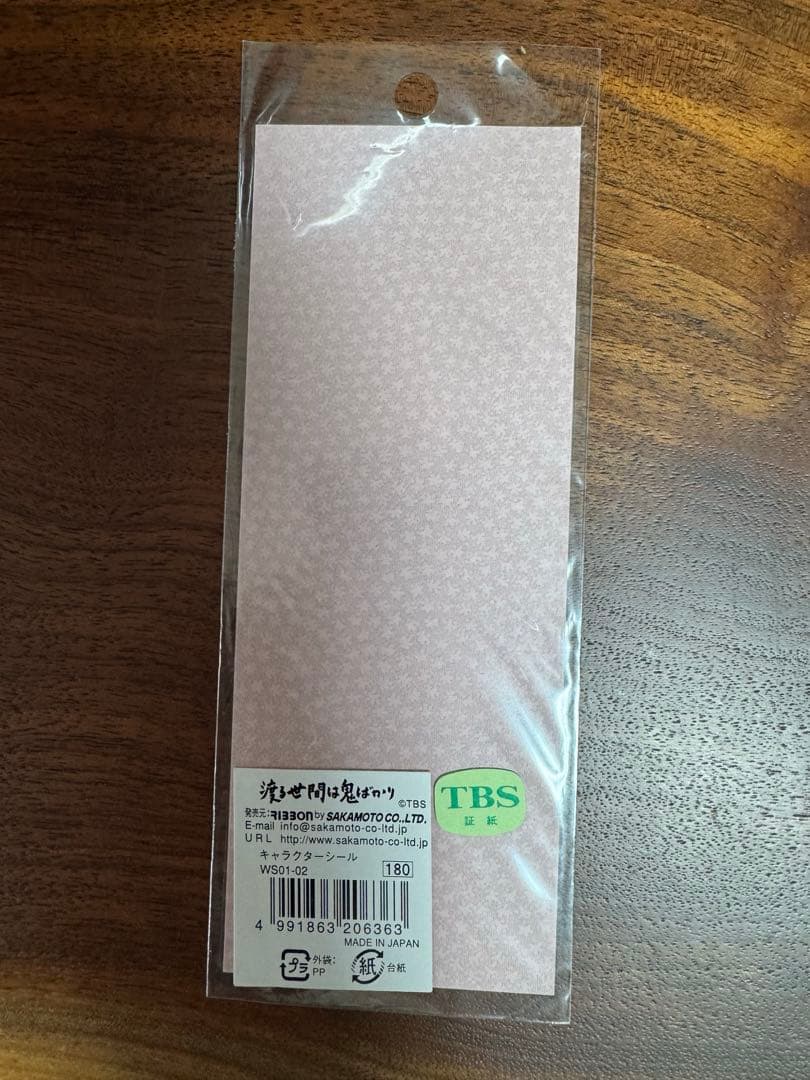 渡る世間は鬼ばかり ©TBS
発売元:RIBBON by SAKAMOTO CO.,LTD.
E-mail info@sakamoto-co-ltd.jp
URL http://www.sakamoto-co-ltd.jp
キャラクターシール
WS01-02 180
4 991863 206363
MADE IN JAPAN
プラ 外袋:PP 紙 台紙
TBS
証紙